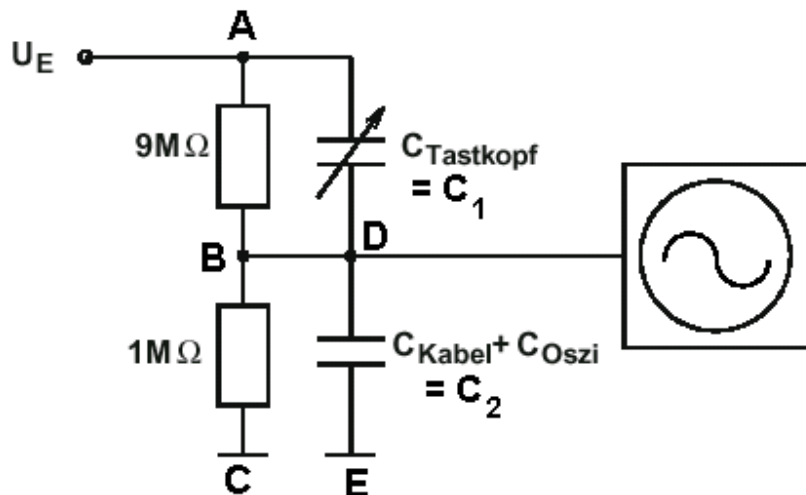 A
U_E
9MΩ
C_Tastkopf
= C_1
B
D
1MΩ
C_Kabel + C_Oszi
= C_2
C
E